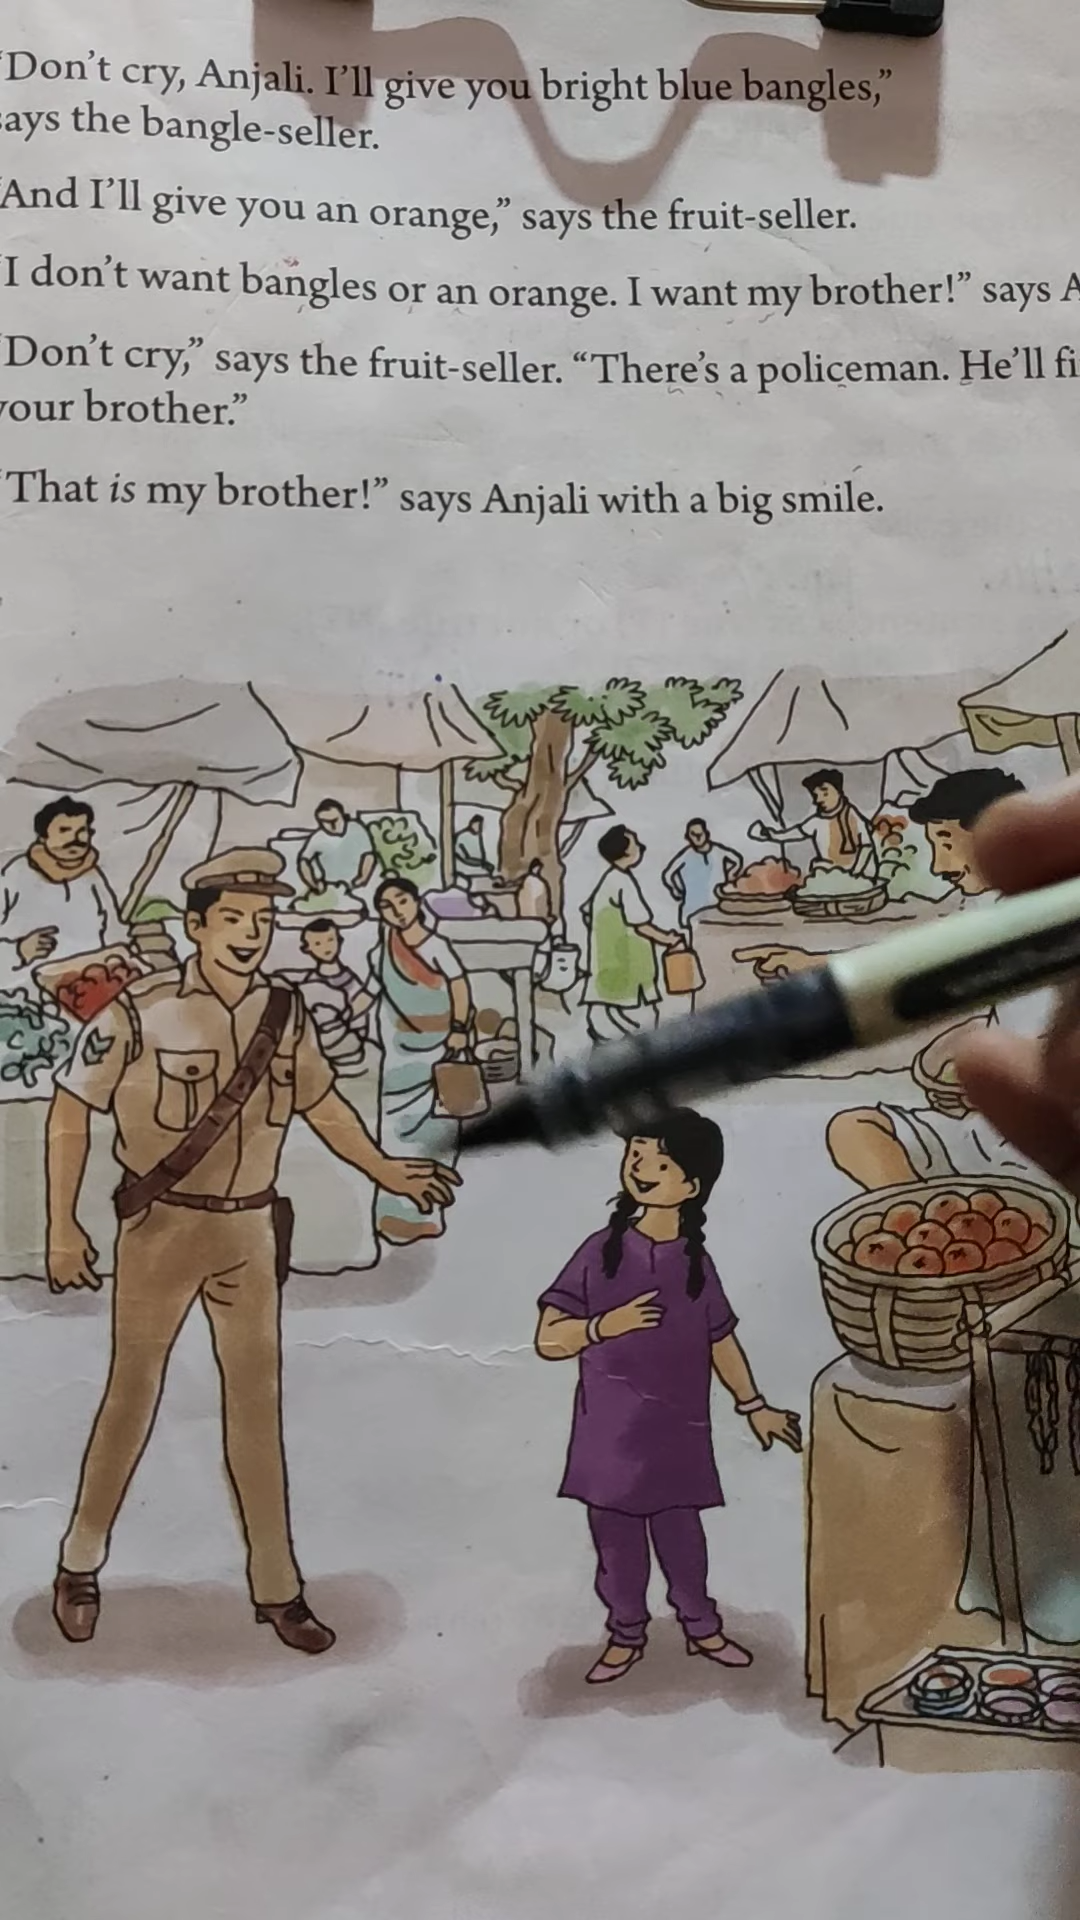 "Don't cry, Anjali. I'll give you bright blue bangles,"
says the bangle-seller.
"And I'll give you an orange," says the fruit-seller.
"I don't want bangles or an orange. I want my brother!" says
"Don't cry," says the fruit-seller. "There's a policeman. He'll
your brother."
"That is my brother!" says Anjali with a big smile.